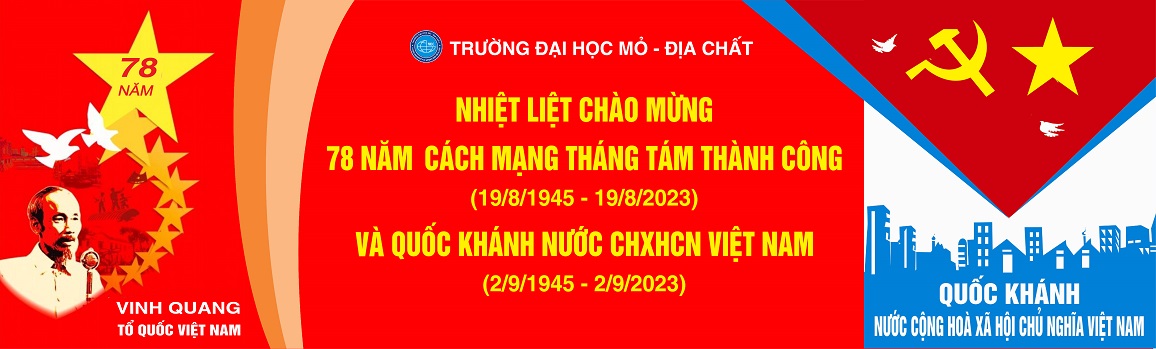 78
NĂM
VINH QUANG
TỔ QUỐC VIỆT NAM
TRƯỜNG ĐẠI HỌC MỎ - ĐỊA CHẤT
NHIỆT LIỆT CHÀO MỪNG
78 NĂM CÁCH MẠNG THÁNG TÁM THÀNH CÔNG
(19/8/1945 - 19/8/2023)
VÀ QUỐC KHÁNH NƯỚC CHXHCN VIỆT NAM
(2/9/1945 - 2/9/2023)
QUỐC KHÁNH
NƯỚC CỘNG HOÀ XÃ HỘI CHỦ NGHĨA VIỆT NAM